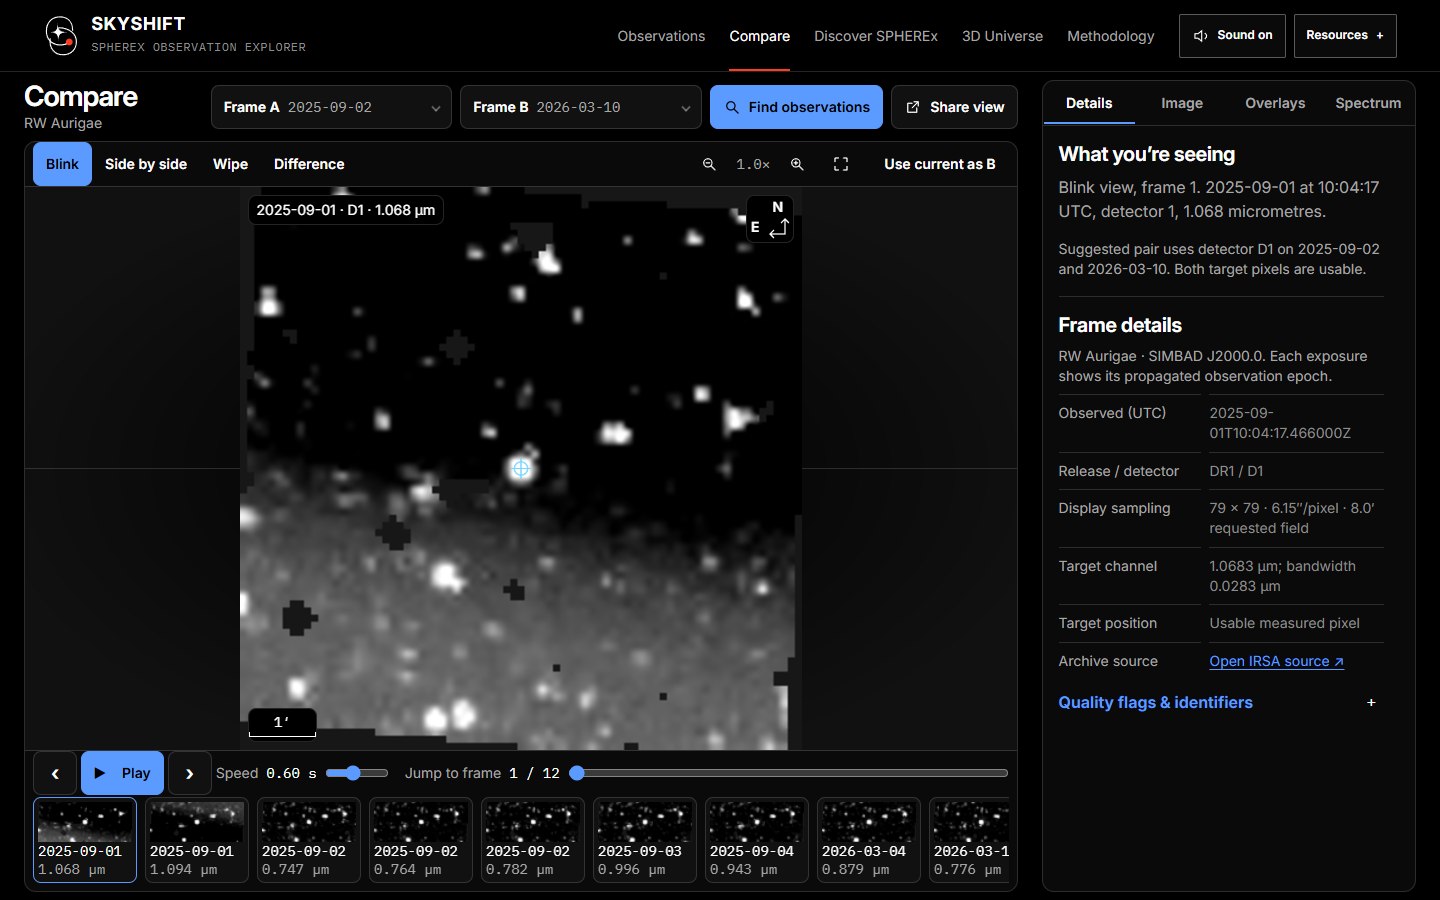 SKYSHIFT
SPHEREX OBSERVATION EXPLORER
Observations
Compare
Discover SPHEREx
3D Universe
Methodology
Sound on
Resources +
Compare
RW Aurigae
Frame A 2025-09-02
Frame B 2026-03-10
Find observations
Share view
Blink
Side by side
Wipe
Difference
1.0×
Use current as B
2025-09-01 · D1 · 1.068 µm
N
E
1′
‹
Play
›
Speed 0.60 s
Jump to frame 1 / 12
2025-09-01
1.068 µm
2025-09-01
1.094 µm
2025-09-02
0.747 µm
2025-09-02
0.764 µm
2025-09-02
0.782 µm
2025-09-03
0.996 µm
2025-09-04
0.943 µm
2026-03-04
0.879 µm
2026-03-1
0.776 µm
Details
Image
Overlays
Spectrum
What you’re seeing
Blink view, frame 1. 2025-09-01 at 10:04:17
UTC, detector 1, 1.068 micrometres.
Suggested pair uses detector D1 on 2025-09-02
and 2026-03-10. Both target pixels are usable.
Frame details
RW Aurigae · SIMBAD J2000.0. Each exposure
shows its propagated observation epoch.
Observed (UTC)
2025-09-
01T10:04:17.466000Z
Release / detector
DR1 / D1
Display sampling
79 × 79 · 6.15″/pixel · 8.0′
requested field
Target channel
1.0683 µm; bandwidth
0.0283 µm
Target position
Usable measured pixel
Archive source
Open IRSA source ↗
Quality flags & identifiers +